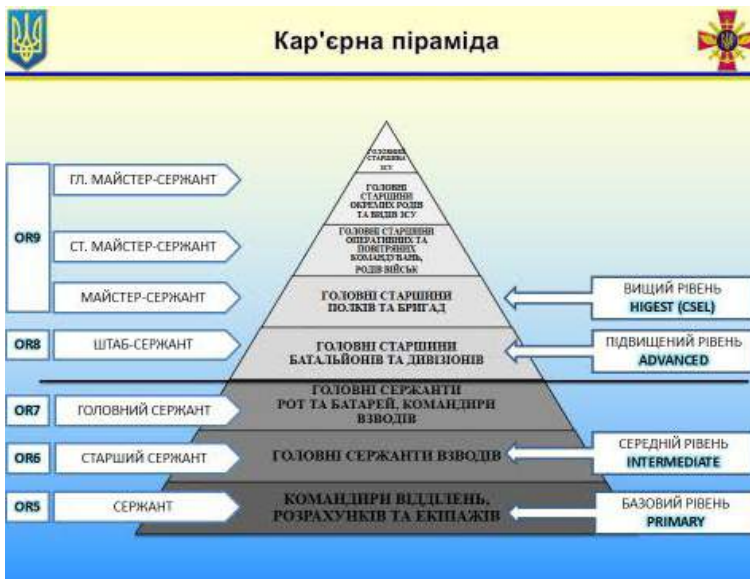 Кар'єрна піраміда
ГОЛОВНИЙ
СТАРШИНА
ЗСУ
ГЛ. МАЙСТЕР-СЕРЖАНТ
ГОЛОВНІ
СТАРШИНИ
ОКРЕМИХ РОДІВ
ТА ВИДІВ ЗСУ
OR9
СТ. МАЙСТЕР-СЕРЖАНТ
ГОЛОВНІ СТАРШИНИ
ОПЕРАТИВНИХ ТА
ПОВІТРЯНИХ
КОМАНДУВАНЬ,
РОДІВ ВІЙСЬК
МАЙСТЕР-СЕРЖАНТ
ГОЛОВНІ СТАРШИНИ
ПОЛКІВ ТА БРИГАД
ВИЩИЙ РІВЕНЬ
HIGEST (CSEL)
OR8
ШТАБ-СЕРЖАНТ
ГОЛОВНІ СТАРШИНИ
БАТАЛЬЙОНІВ ТА ДИВІЗІОНІВ
ПІДВИЩЕНИЙ РІВЕНЬ
ADVANCED
OR7
ГОЛОВНИЙ СЕРЖАНТ
ГОЛОВНІ СЕРЖАНТИ
РОТ ТА БАТАРЕЙ, КОМАНДИРИ
ВЗВОДІВ
OR6
СТАРШИЙ СЕРЖАНТ
ГОЛОВНІ СЕРЖАНТИ ВЗВОДІВ
СЕРЕДНІЙ РІВЕНЬ
INTERMEDIATE
OR5
СЕРЖАНТ
КОМАНДИРИ ВІДДІЛЕНЬ,
РОЗРАХУНКІВ ТА ЕКІПАЖІВ
БАЗОВИЙ РІВЕНЬ
PRIMARY